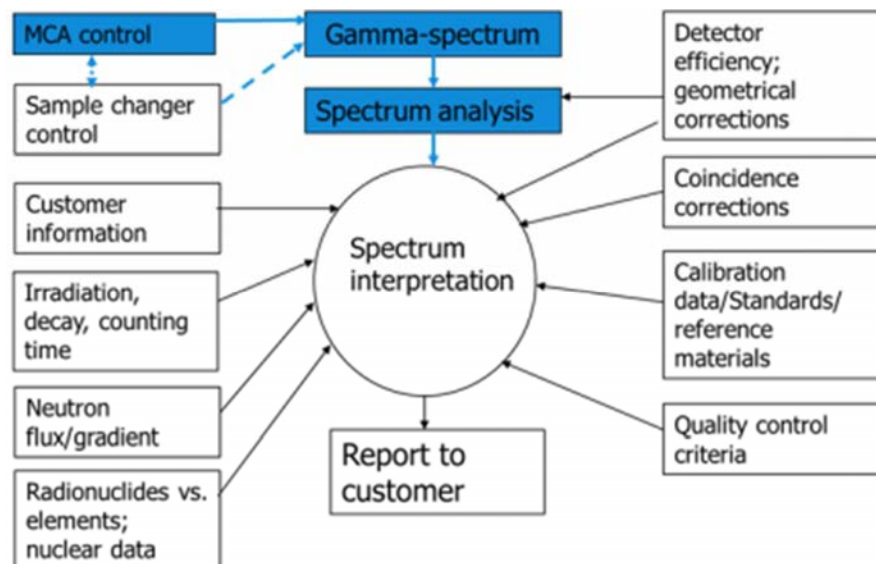 MCA control
Gamma-spectrum
Detector
efficiency;
geometrical
corrections
Sample changer
control
Spectrum analysis
Customer
information
Spectrum
interpretation
Coincidence
corrections
Irradiation,
decay, counting
time
Calibration
data/Standards/
reference
materials
Neutron
flux/gradient
Report to
customer
Quality control
criteria
Radionuclides vs.
elements;
nuclear data